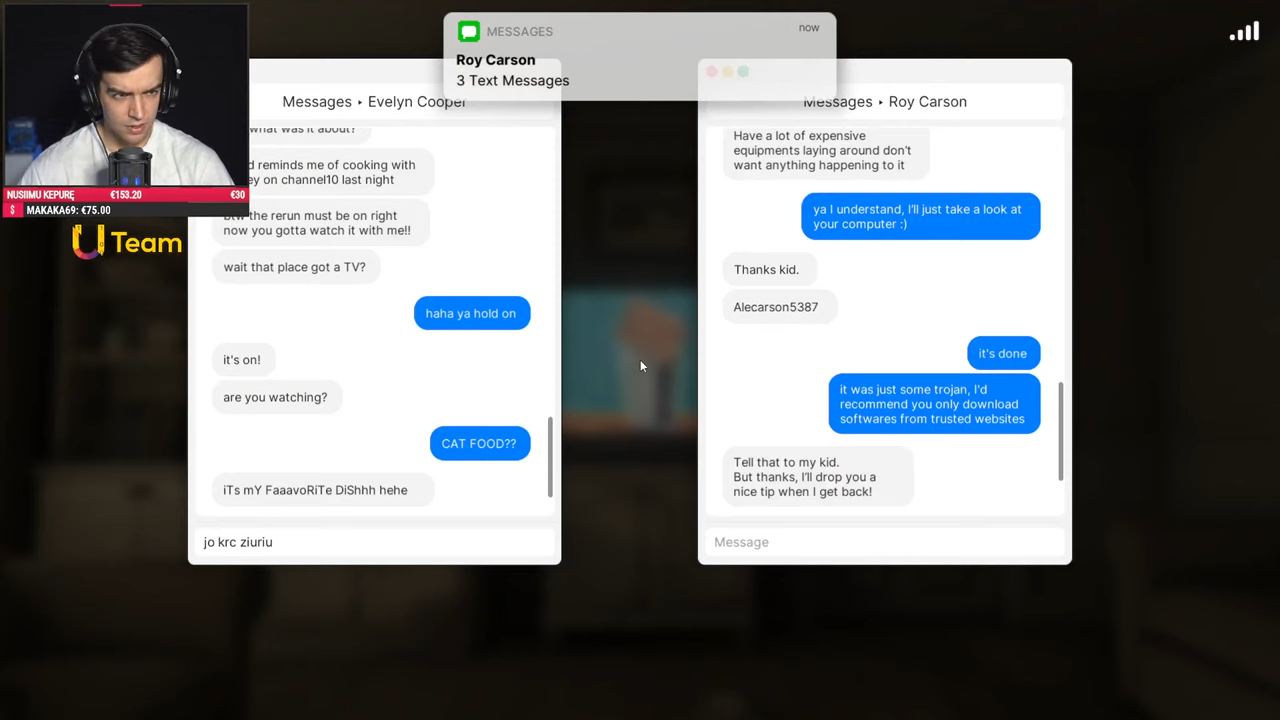 MESSAGES
now
Roy Carson
3 Text Messages
NUSIIMU KEPURĘ €153.20 €30
$ MAKAKA69: €75.00
U Team
Messages ‣ Evelyn Cooper
what was it about?
reminds me of cooking with
on channel10 last night
btw the rerun must be on right
now you gotta watch it with me!!
wait that place got a TV?
haha ya hold on
it's on!
are you watching?
CAT FOOD??
iTs mY FaaavoRiTe DiShhh hehe
jo krc ziuriu
Messages ‣ Roy Carson
Have a lot of expensive
equipments laying around don't
want anything happening to it
ya I understand, I'll just take a look at
your computer :)
Thanks kid.
Alecarson5387
it's done
it was just some trojan, I'd
recommend you only download
softwares from trusted websites
Tell that to my kid.
But thanks, I'll drop you a
nice tip when I get back!
Message